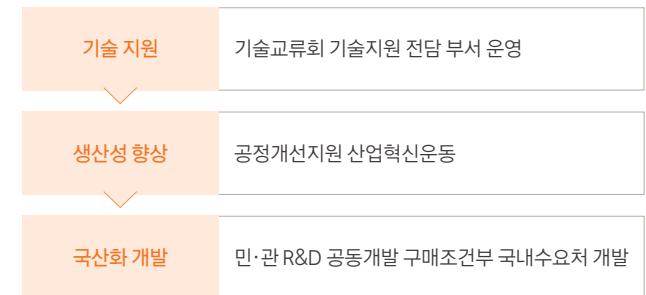 기술 지원
기술교류회 기술지원 전담 부서 운영
생산성 향상
공정개선지원 산업혁신운동
국산화 개발
민·관 R&D 공동개발 구매조건부 국내수요처 개발